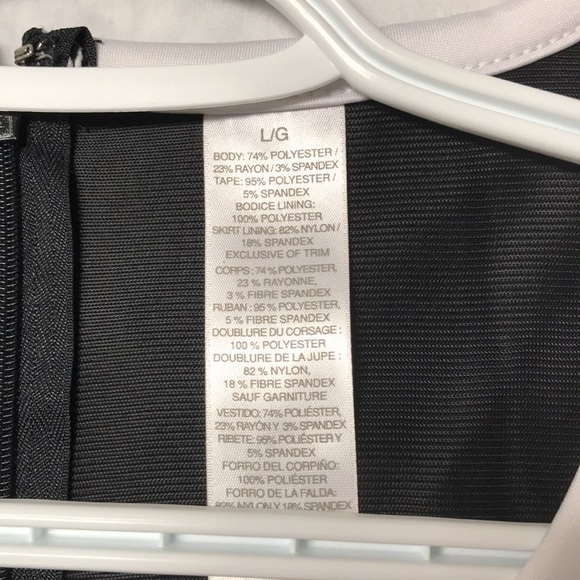 L/G
BODY: 74% POLYESTER /
23% RAYON / 3% SPANDEX
TAPE: 95% POLYESTER /
5% SPANDEX
BODICE LINING:
100% POLYESTER
SKIRT LINING: 82% NYLON /
18% SPANDEX
EXCLUSIVE OF TRIM
CORPS : 74 % POLYESTER,
23 % RAYONNE,
3 % FIBRE SPANDEX
RUBAN : 95 % POLYESTER,
5 % FIBRE SPANDEX
DOUBLURE DU CORSAGE :
100 % POLYESTER
DOUBLURE DE LA JUPE :
82 % NYLON,
18 % FIBRE SPANDEX
SAUF GARNITURE
VESTIDO: 74% POLIÉSTER,
23% RAYÓN Y 3% SPANDEX
RIBETE: 95% POLIÉSTER Y
5% SPANDEX
FORRO DEL CORPIÑO:
100% POLIÉSTER
FORRO DE LA FALDA:
82% NYLON Y 18% SPANDEX